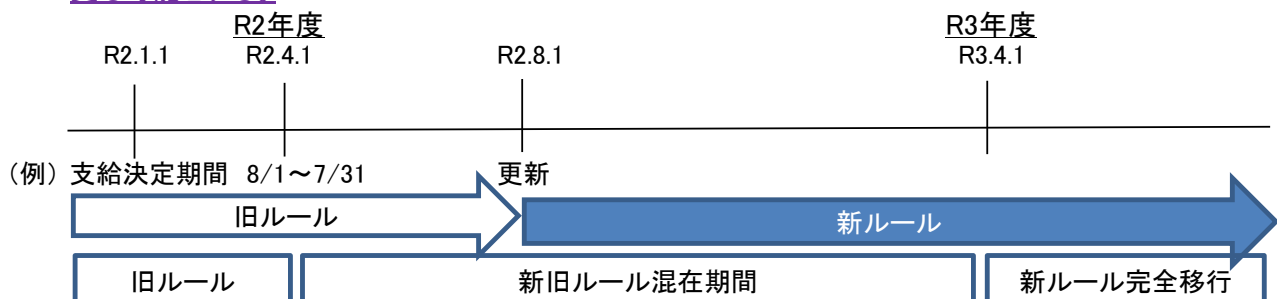 R2年度 R3年度
R2.1.1 R2.4.1 R2.8.1 R3.4.1
(例) 支給決定期間 8/1~7/31 更新
旧ルール 新ルール
旧ルール 新旧ルール混在期間 新ルール完全移行